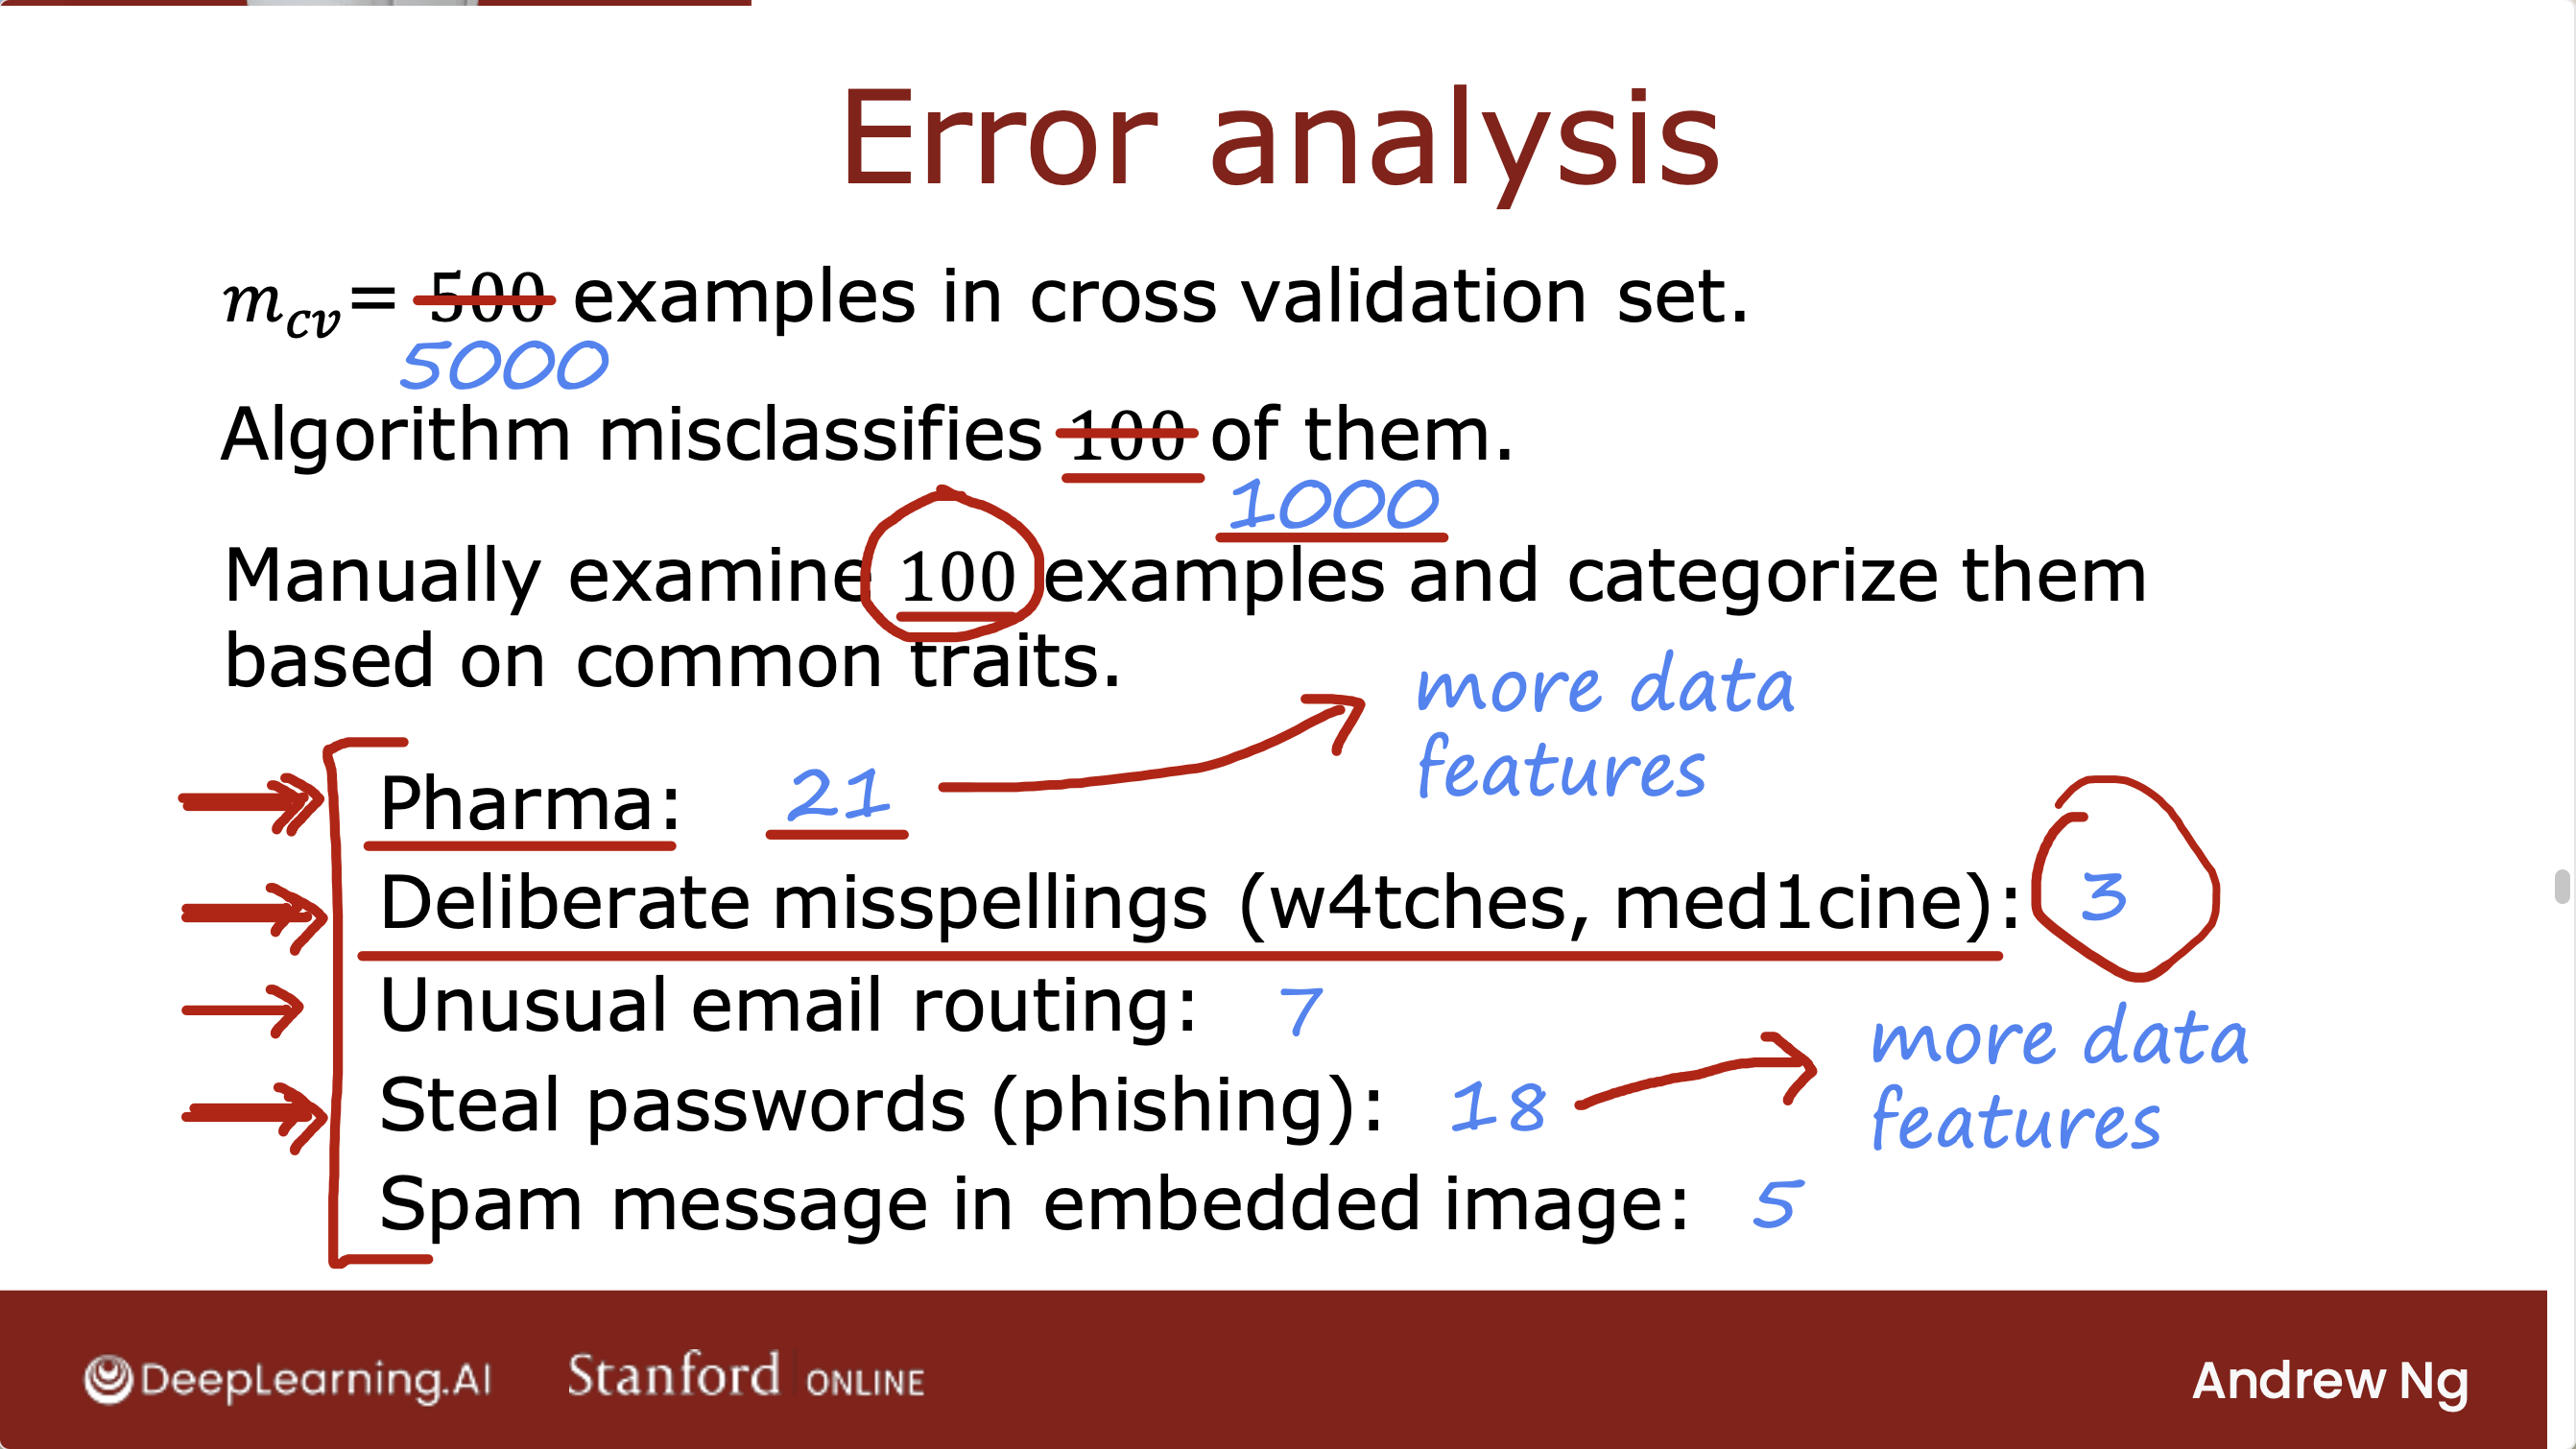 Error analysis
m_cv = 500 examples in cross validation set.
5000
Algorithm misclassifies 100 of them.
1000
Manually examine 100 examples and categorize them
based on common traits.
more data
features
Pharma: 21
Deliberate misspellings (w4tches, med1cine): 3
Unusual email routing: 7
more data
features
Steal passwords (phishing): 18
Spam message in embedded image: 5
DeepLearning.AI Stanford ONLINE Andrew Ng